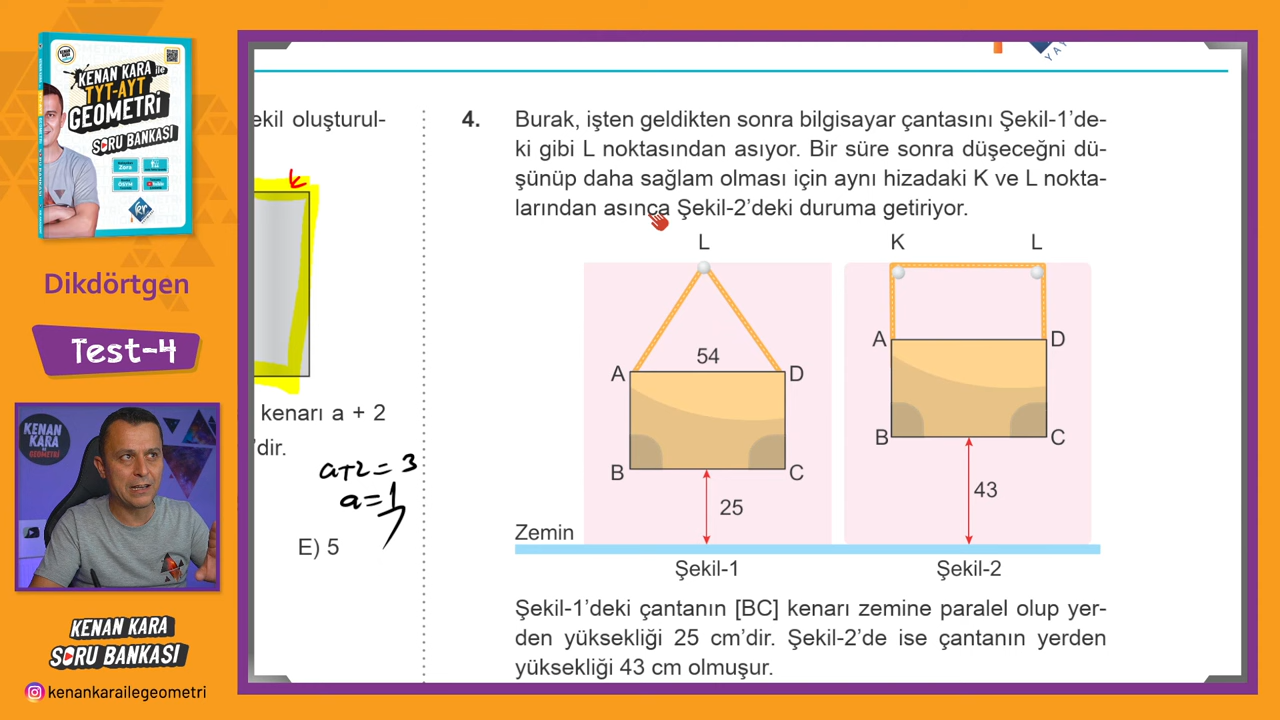 KENAN KARA ile
TYT-AYT
GEOMETRİ
SORU BANKASI
Dikdörtgen
Test-4
KENAN
KARA
GEOMETRİ
KENAN KARA
SORU BANKASI
kenankarailegeometri
YAY
ekil oluşturul-
kenarı a + 2
'dir.
a+2=3
a=1
E) 5
4. Burak, işten geldikten sonra bilgisayar çantasını Şekil-1'de-
ki gibi L noktasından asıyor. Bir süre sonra düşeceğni dü-
şünüp daha sağlam olması için aynı hizadaki K ve L nokta-
larından asınca Şekil-2'deki duruma getiriyor.
L
54
A
D
B
C
25
Zemin
Şekil-1
K
L
A
D
B
C
43
Şekil-2
Şekil-1'deki çantanın [BC] kenarı zemine paralel olup yer-
den yüksekliği 25 cm'dir. Şekil-2'de ise çantanın yerden
yüksekliği 43 cm olmuşur.